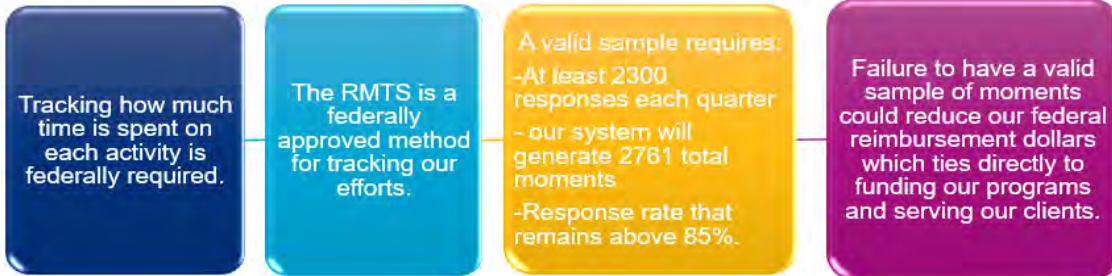 Tracking how much
time is spent on
each activity is
federally required.
The RMTS is a
federally
approved method
for tracking our
efforts.
A valid sample requires:
-At least 2300
responses each quarter
- our system will
generate 2761 total
moments
-Response rate that
remains above 85%.
Failure to have a valid
sample of moments
could reduce our federal
reimbursement dollars
which ties directly to
funding our programs
and serving our clients.